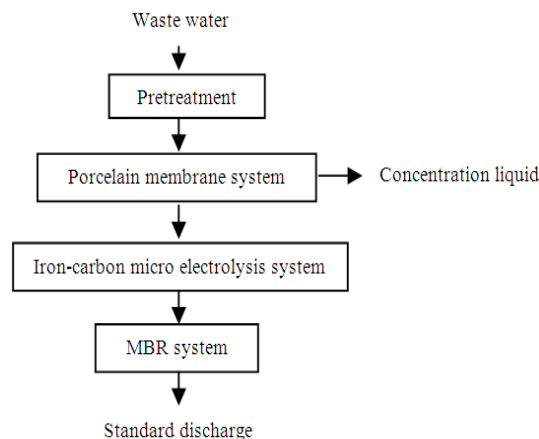 Waste water
Pretreatment
Porcelain membrane system
Concentration liquid
Iron-carbon micro electrolysis system
MBR system
Standard discharge